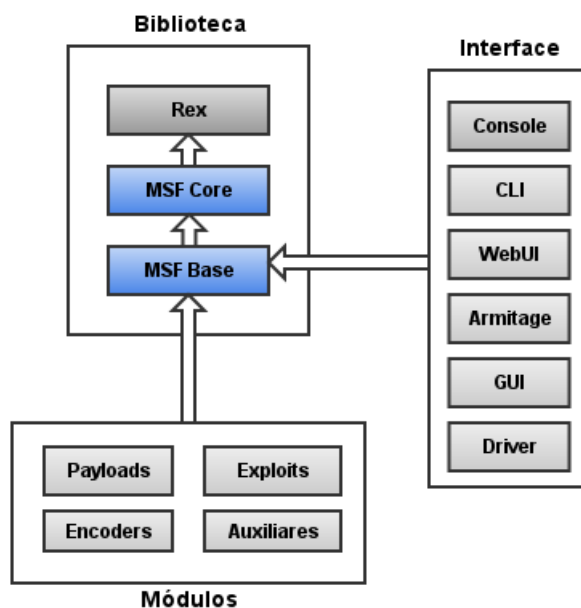 Biblioteca
Rex
MSF Core
MSF Base
Interface
Console
CLI
WebUI
Armitage
GUI
Driver
Payloads
Exploits
Encoders
Auxiliares
Módulos